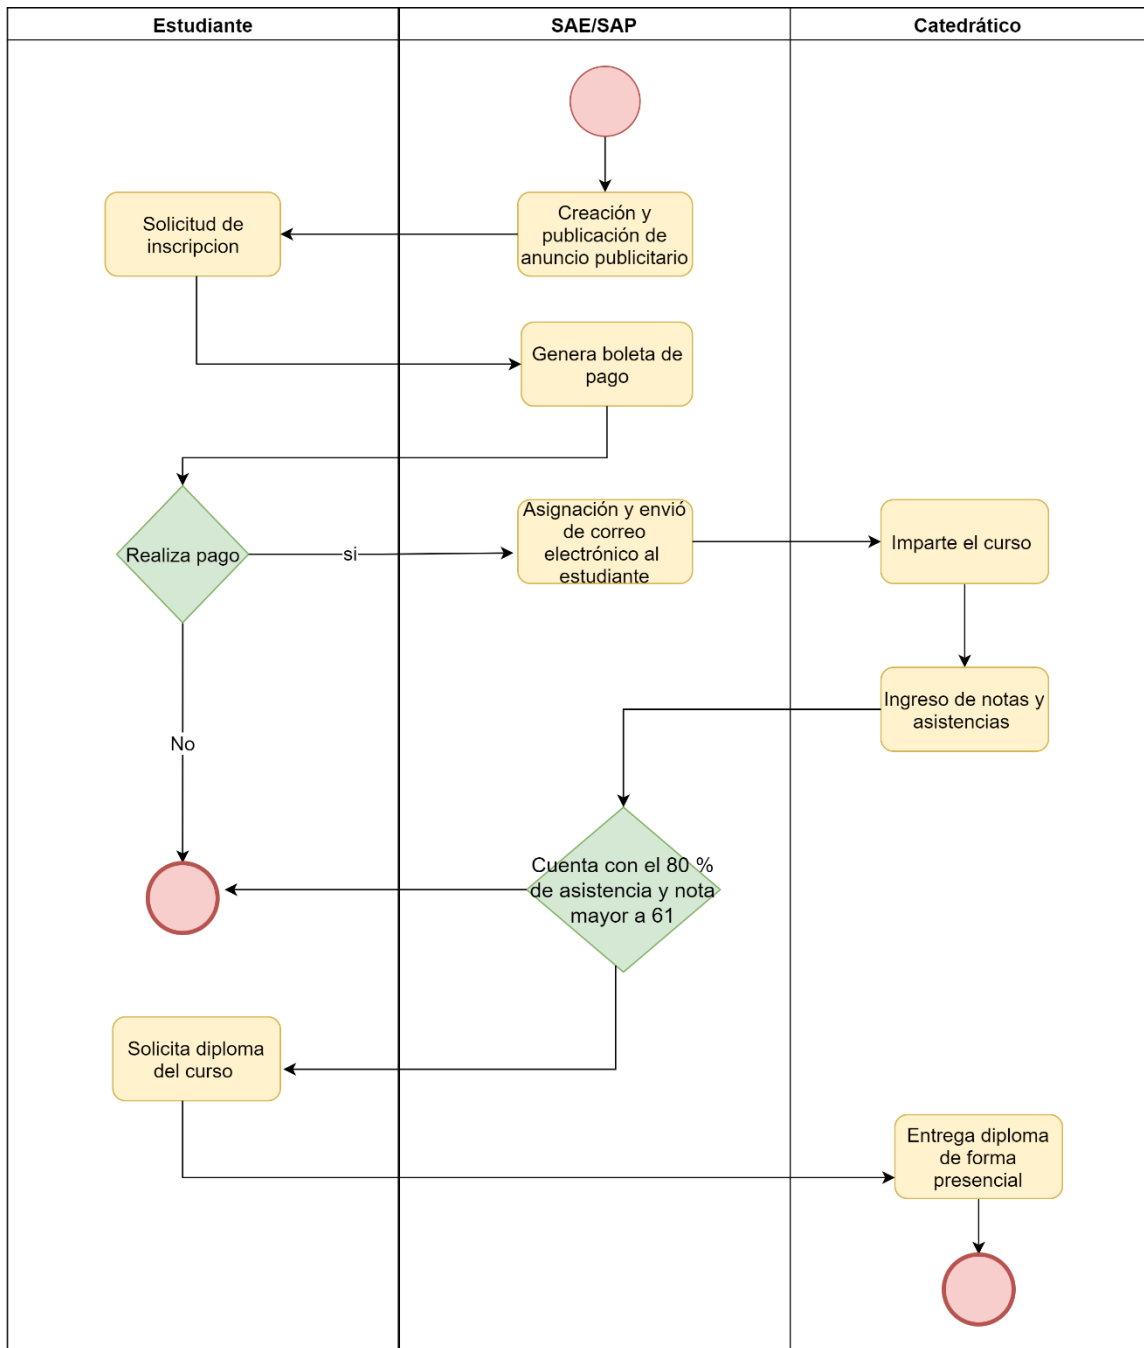 Estudiante
SAE/SAP
Catedrático
Creación y
publicación de
anuncio publicitario
Solicitud de
inscripcion
Genera boleta de
pago
Realiza pago
si
Asignación y envió
de correo
electrónico al
estudiante
Imparte el curso
Ingreso de notas y
asistencias
No
Cuenta con el 80 %
de asistencia y nota
mayor a 61
Solicita diploma
del curso
Entrega diploma
de forma
presencial